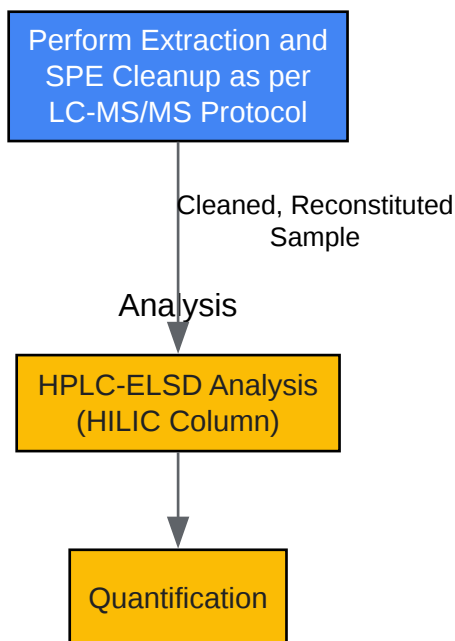 Perform Extraction and
SPE Cleanup as per
LC-MS/MS Protocol
Cleaned, Reconstituted
Sample
Analysis
HPLC-ELSD Analysis
(HILIC Column)
Quantification